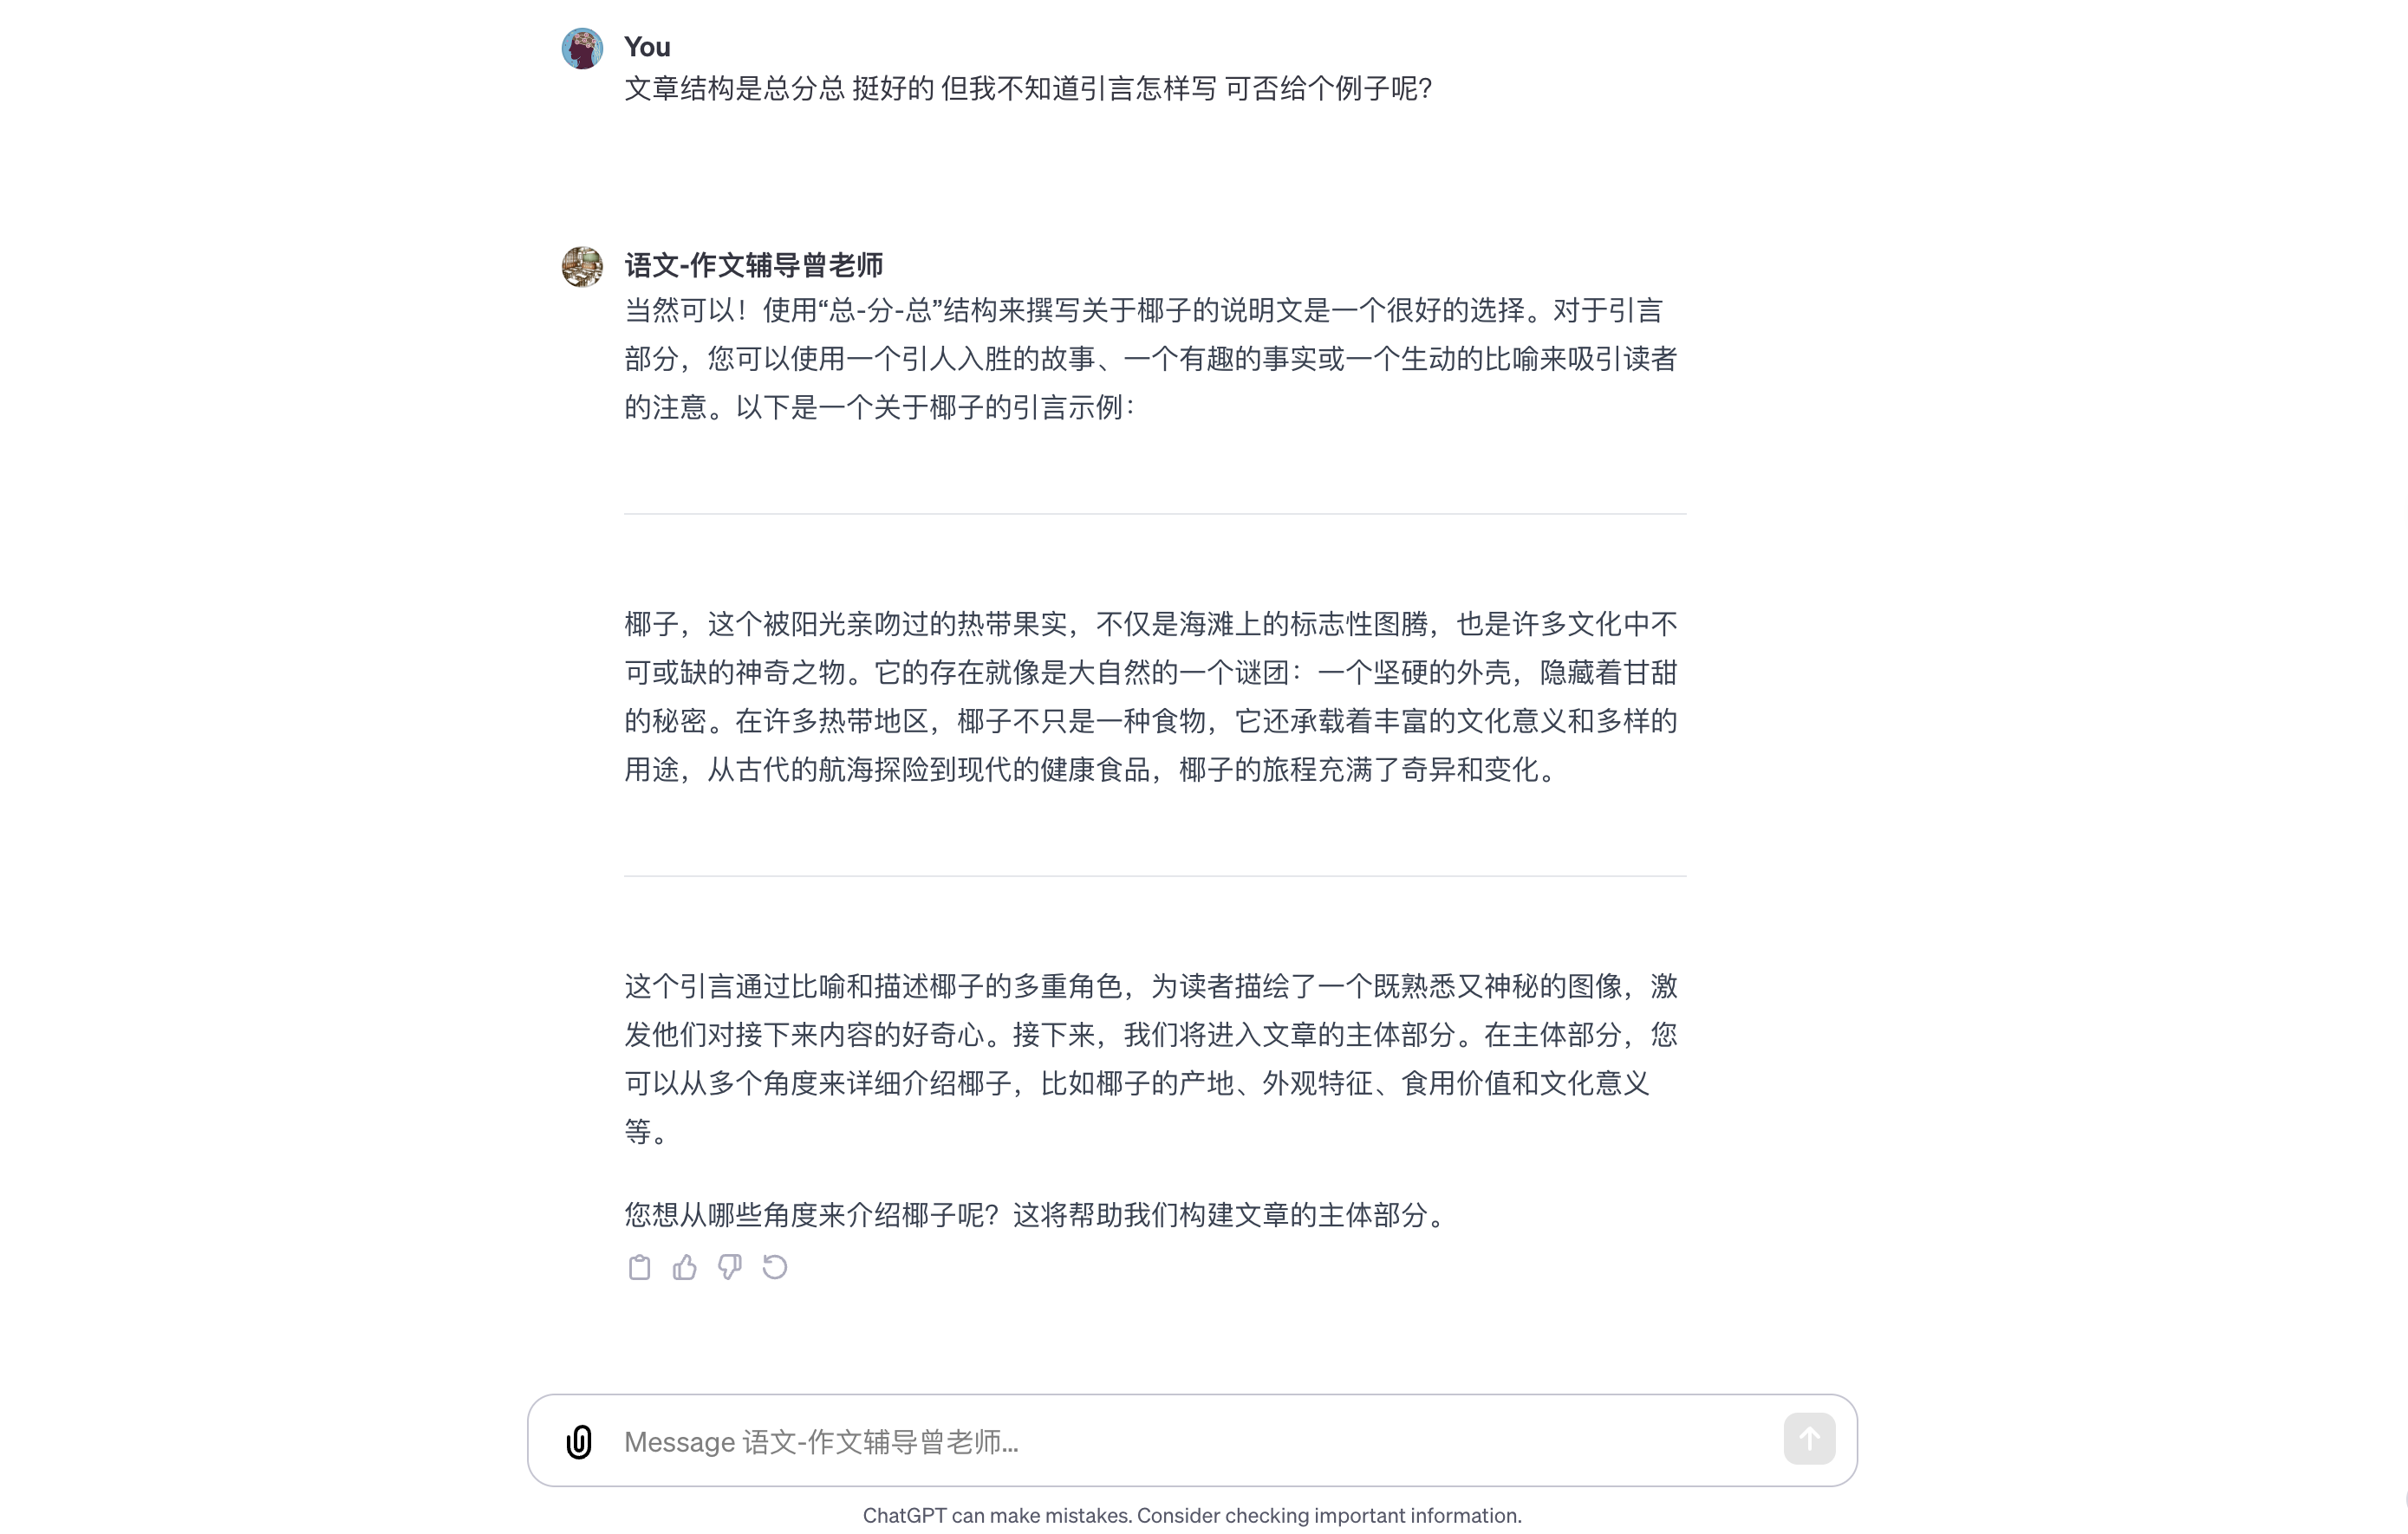 You
文章结构是总分总 挺好的 但我不知道引言怎样写 可否给个例子呢?
语文-作文辅导曾老师
当然可以！使用“总-分-总”结构来撰写关于椰子的说明文是一个很好的选择。对于引言
部分，您可以使用一个引人入胜的故事、一个有趣的事实或一个生动的比喻来吸引读者
的注意。以下是一个关于椰子的引言示例：
椰子，这个被阳光亲吻过的热带果实，不仅是海滩上的标志性图腾，也是许多文化中不
可或缺的神奇之物。它的存在就像是大自然的一个谜团：一个坚硬的外壳，隐藏着甘甜
的秘密。在许多热带地区，椰子不只是一种食物，它还承载着丰富的文化意义和多样的
用途，从古代的航海探险到现代的健康食品，椰子的旅程充满了奇异和变化。
这个引言通过比喻和描述椰子的多重角色，为读者描绘了一个既熟悉又神秘的图像，激
发他们对接下来内容的好奇心。接下来，我们将进入文章的主体部分。在主体部分，您
可以从多个角度来详细介绍椰子，比如椰子的产地、外观特征、食用价值和文化意义
等。
您想从哪些角度来介绍椰子呢？这将帮助我们构建文章的主体部分。
Message 语文-作文辅导曾老师...
ChatGPT can make mistakes. Consider checking important information.